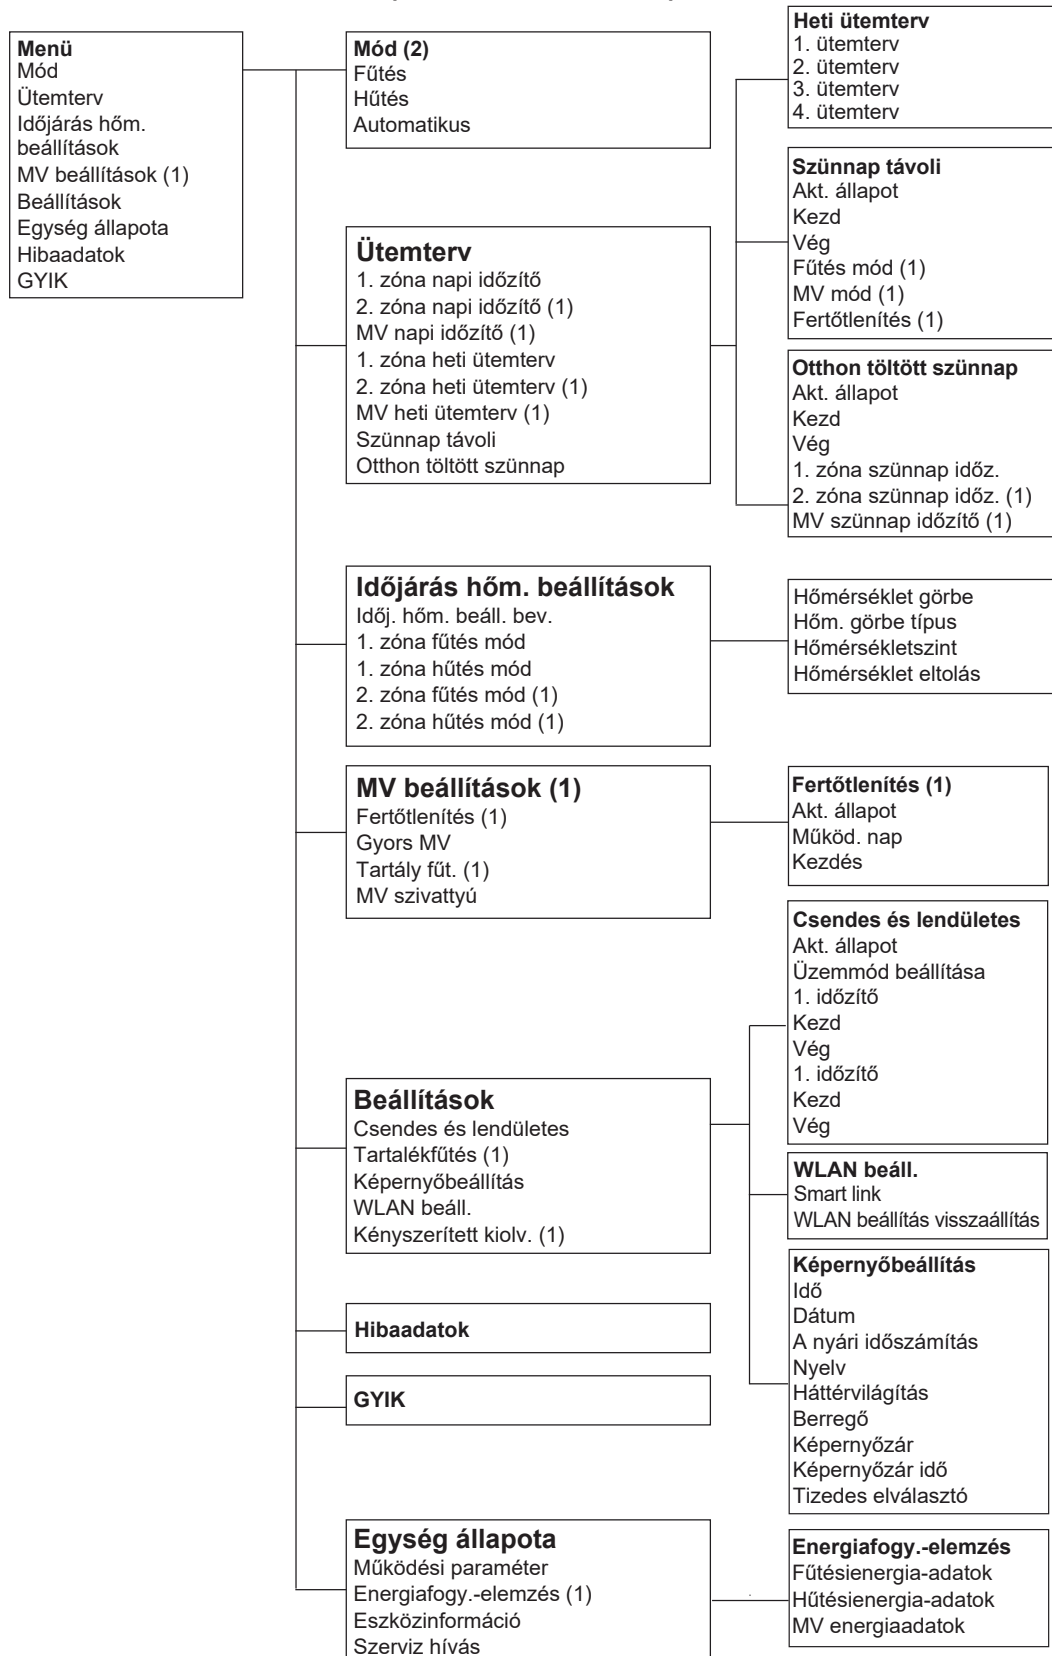 Menü
Mód
Ütemterv
Időjárás hőm.
beállítások
MV beállítások (1)
Beállítások
Egység állapota
Hibaadatok
GYIK
Mód (2)
Fűtés
Hűtés
Automatikus
Ütemterv
1. zóna napi időzítő
2. zóna napi időzítő (1)
MV napi időzítő (1)
1. zóna heti ütemterv
2. zóna heti ütemterv (1)
MV heti ütemterv (1)
Szünnap távoli
Otthon töltött szünnap
Heti ütemterv
1. ütemterv
2. ütemterv
3. ütemterv
4. ütemterv
Szünnap távoli
Akt. állapot
Kezd
Vég
Fűtés mód (1)
MV mód (1)
Fertőtlenítés (1)
Otthon töltött szünnap
Akt. állapot
Kezd
Vég
1. zóna szünnap időz.
2. zóna szünnap időz. (1)
MV szünnap időzítő (1)
Időjárás hőm. beállítások
Időj. hőm. beáll. bev.
1. zóna fűtés mód
1. zóna hűtés mód
2. zóna fűtés mód (1)
2. zóna hűtés mód (1)
Hőmérséklet görbe
Hőm. görbe típus
Hőmérsékletszint
Hőmérséklet eltolás
MV beállítások (1)
Fertőtlenítés (1)
Gyors MV
Tartály fűt. (1)
MV szivattyú
Fertőtlenítés (1)
Akt. állapot
Működ. nap
Kezdés
Beállítások
Csendes és lendületes
Tartalékfűtés (1)
Képernyőbeállítás
WLAN beáll.
Kényszerített kiolv. (1)
Csendes és lendületes
Akt. állapot
Üzemmód beállítása
1. időzítő
Kezd
Vég
1. időzítő
Kezd
Vég
WLAN beáll.
Smart link
WLAN beállítás visszaállítás
Képernyőbeállítás
Idő
Dátum
A nyári időszámítás
Nyelv
Háttérvilágítás
Berregő
Képernyőzár
Képernyőzár idő
Tizedes elválasztó
Hibaadatok
GYIK
Egység állapota
Működési paraméter
Energiafogy.-elemzés (1)
Eszközinformáció
Szerviz hívás
Energiafogy.-elemzés
Fűtésienergia-adatok
Hűtésienergia-adatok
MV energiaadatok